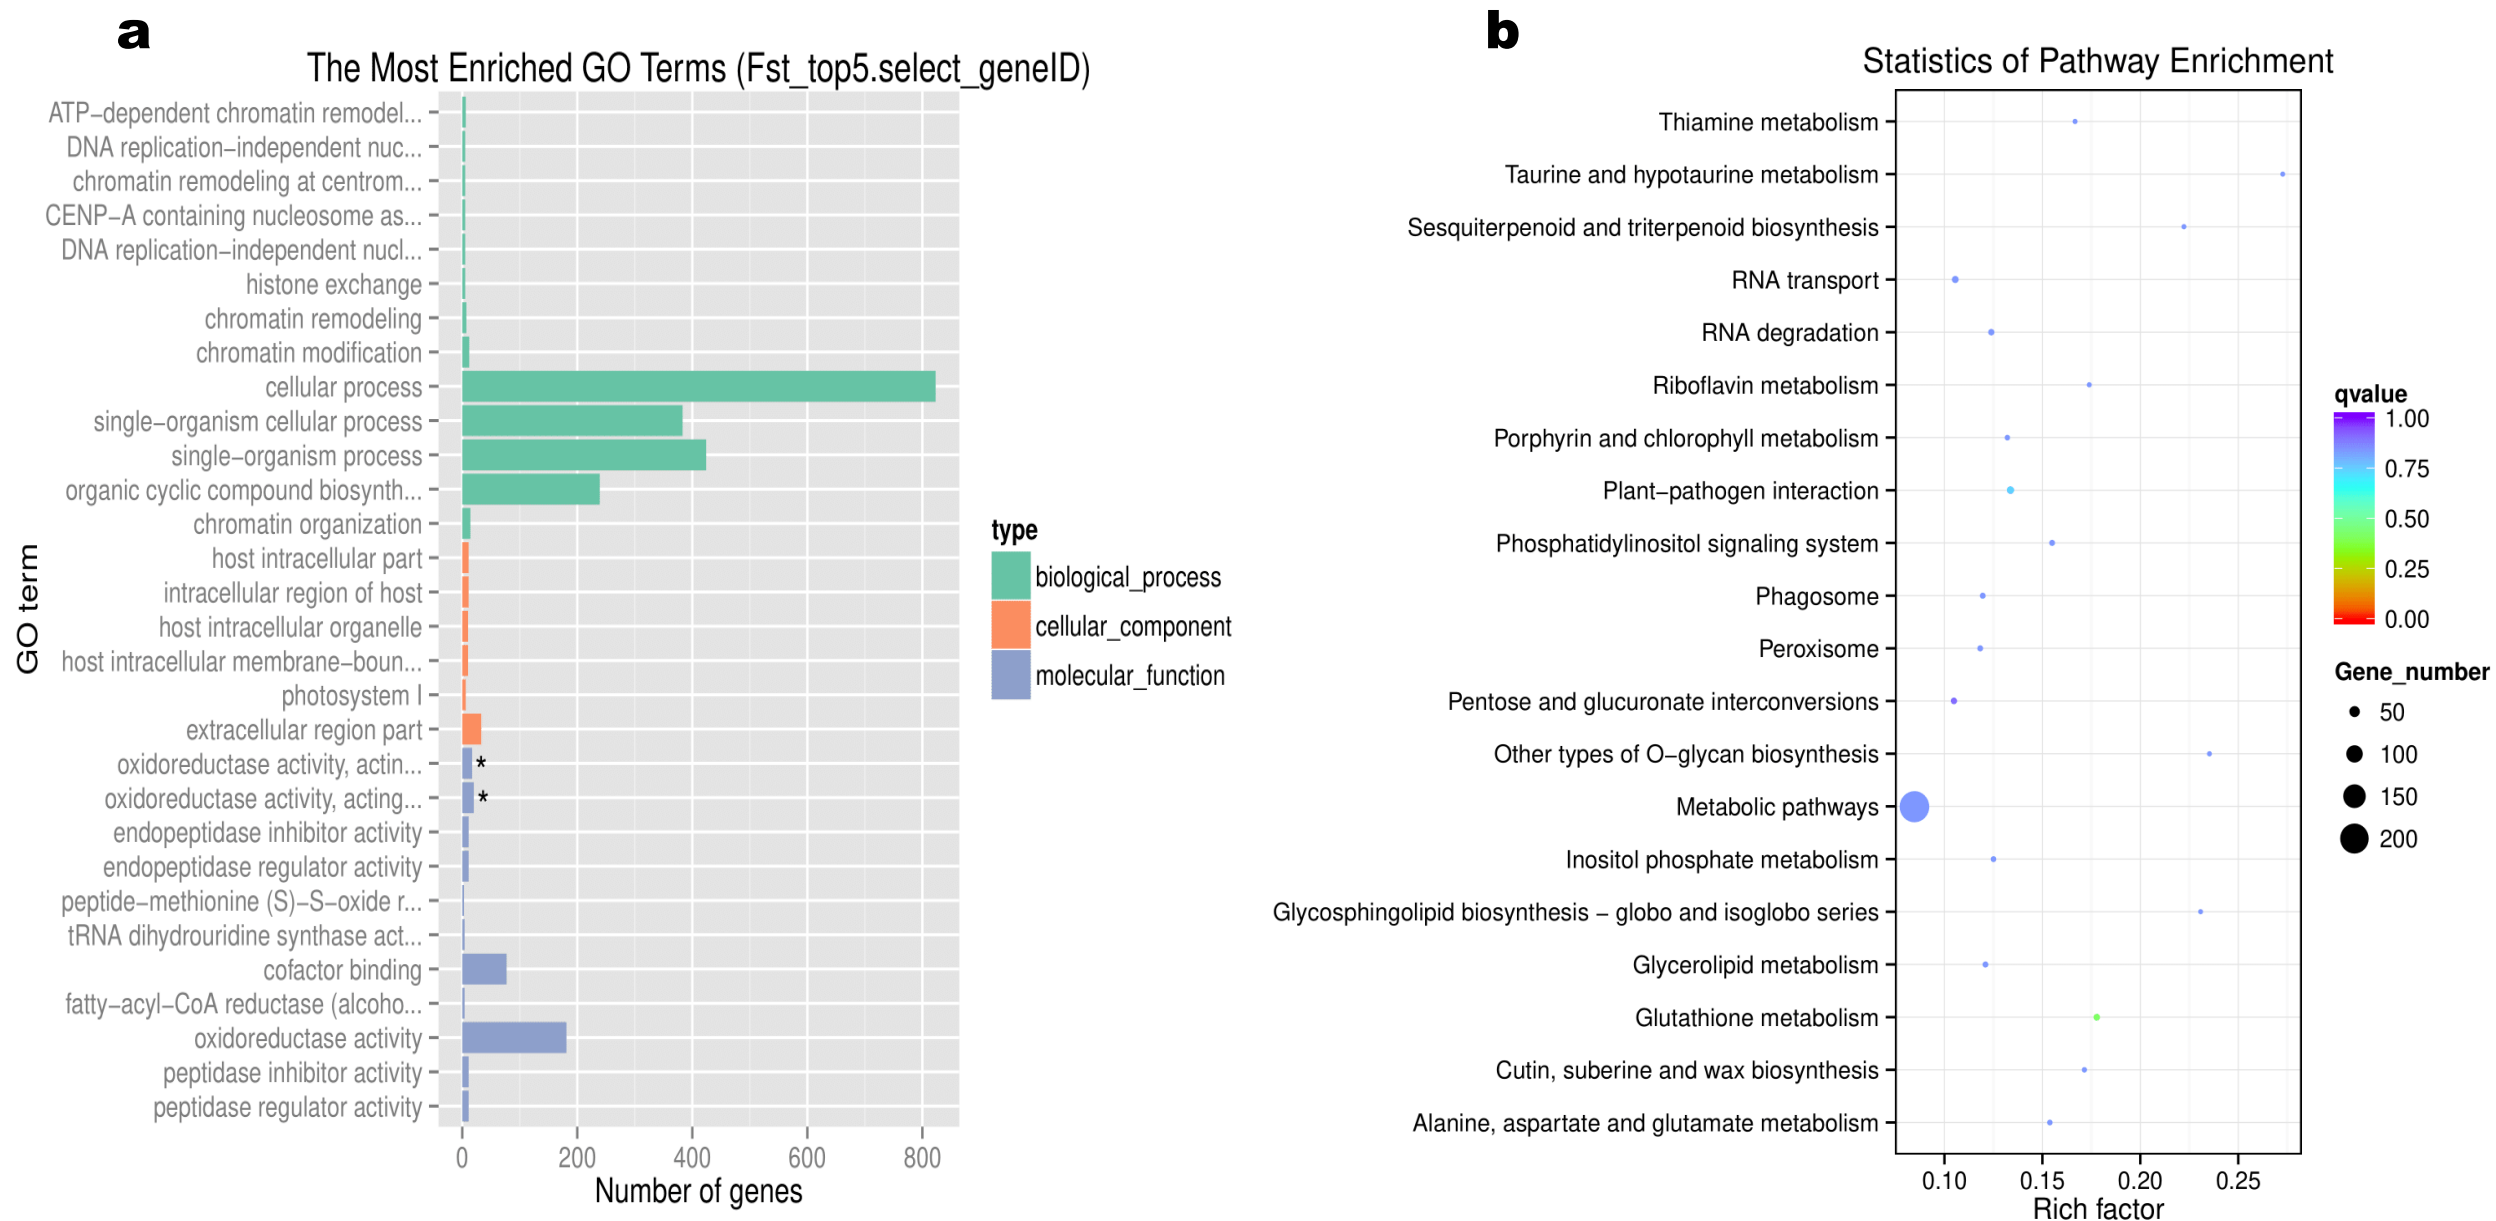 a
The Most Enriched GO Terms (Fst_top5.select_geneID)
GO term
ATP−dependent chromatin remodel...
DNA replication−independent nuc...
chromatin remodeling at centrom...
CENP−A containing nucleosome as...
DNA replication−independent nucl...
histone exchange
chromatin remodeling
chromatin modification
cellular process
single−organism cellular process
single−organism process
organic cyclic compound biosynth...
chromatin organization
host intracellular part
intracellular region of host
host intracellular organelle
host intracellular membrane−boun...
photosystem I
extracellular region part
oxidoreductase activity, actin... *
oxidoreductase activity, acting... *
endopeptidase inhibitor activity
endopeptidase regulator activity
peptide−methionine (S)−S−oxide r...
tRNA dihydrouridine synthase act...
cofactor binding
fatty−acyl−CoA reductase (alcoho...
oxidoreductase activity
peptidase inhibitor activity
peptidase regulator activity
0 200 400 600 800
Number of genes
type
biological_process
cellular_component
molecular_function
b
Statistics of Pathway Enrichment
Thiamine metabolism
Taurine and hypotaurine metabolism
Sesquiterpenoid and triterpenoid biosynthesis
RNA transport
RNA degradation
Riboflavin metabolism
Porphyrin and chlorophyll metabolism
Plant−pathogen interaction
Phosphatidylinositol signaling system
Phagosome
Peroxisome
Pentose and glucuronate interconversions
Other types of O−glycan biosynthesis
Metabolic pathways
Inositol phosphate metabolism
Glycosphingolipid biosynthesis − globo and isoglobo series
Glycerolipid metabolism
Glutathione metabolism
Cutin, suberine and wax biosynthesis
Alanine, aspartate and glutamate metabolism
0.10 0.15 0.20 0.25
Rich factor
qvalue
1.00
0.75
0.50
0.25
0.00
Gene_number
50
100
150
200